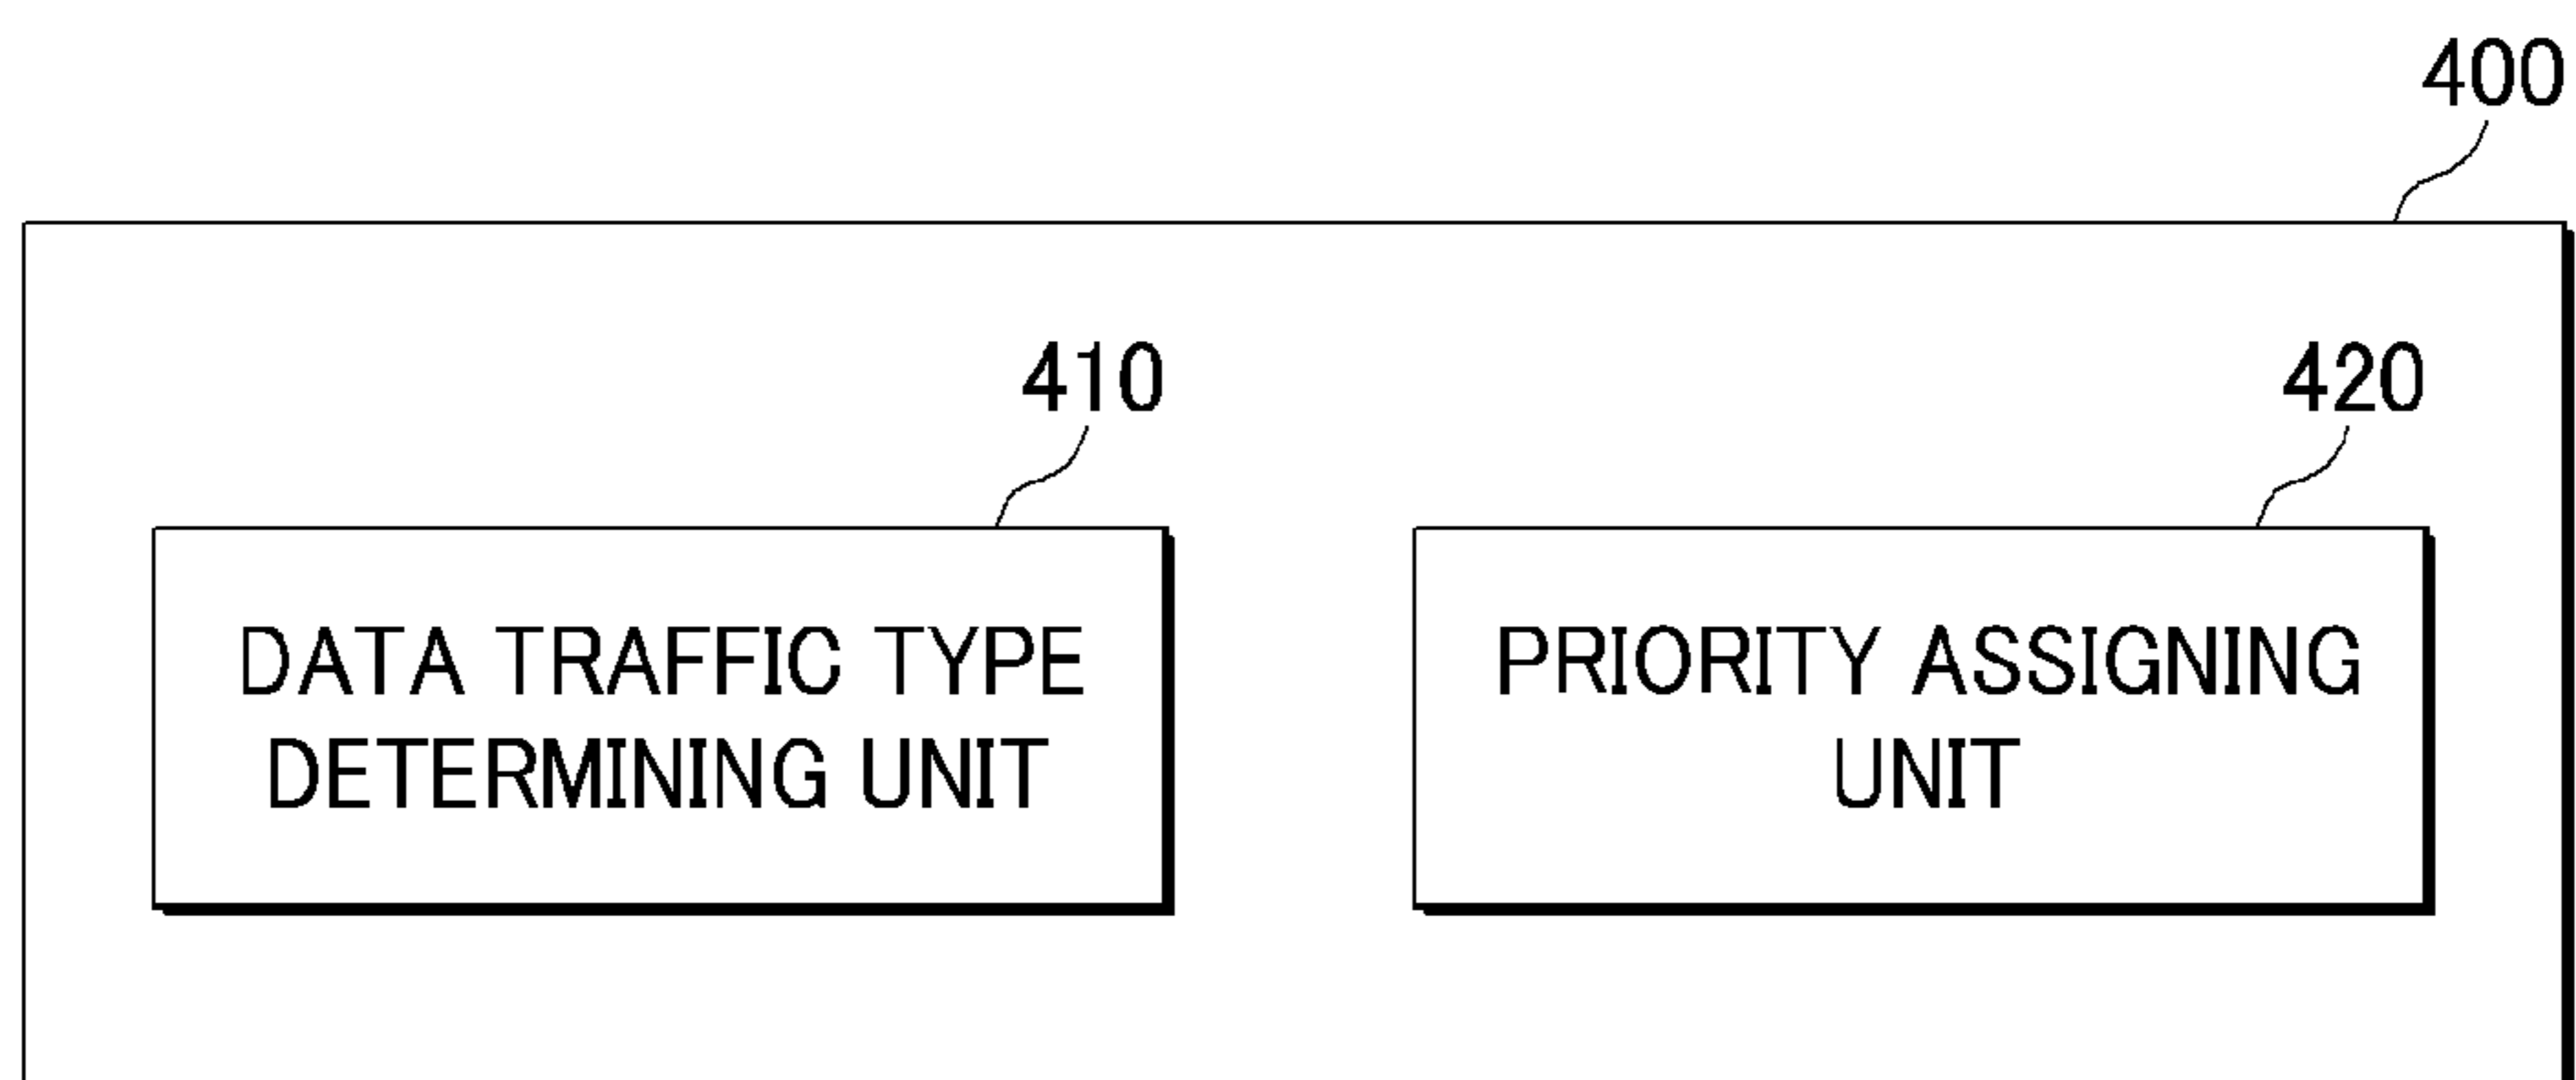 400
410
420
DATA TRAFFIC TYPE
DETERMINING UNIT
PRIORITY ASSIGNING
UNIT